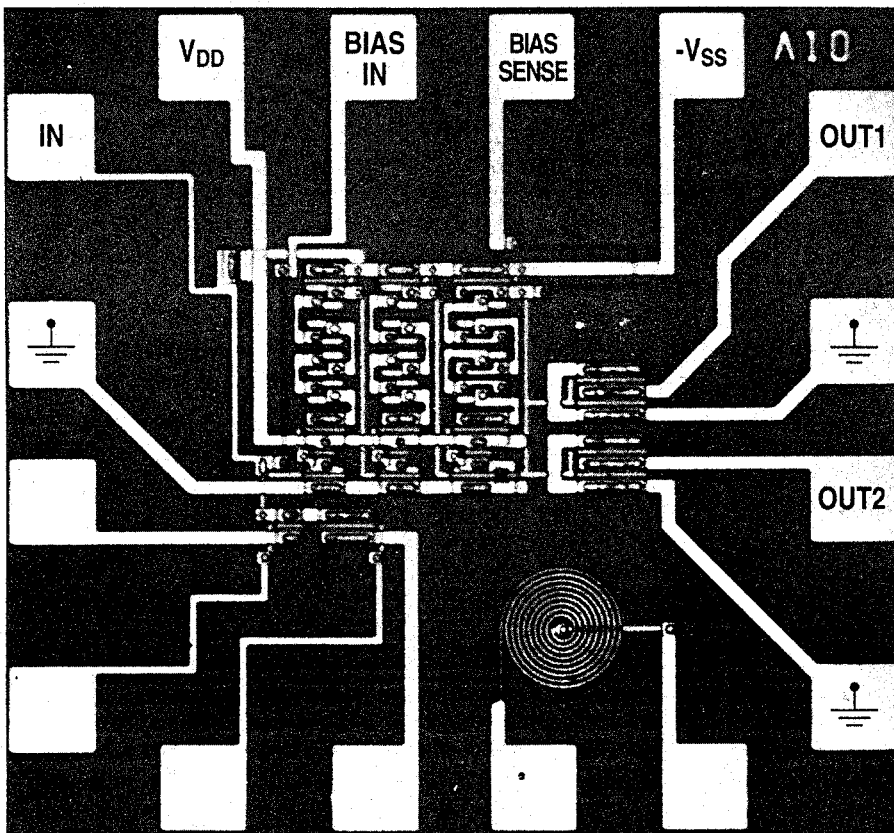 V_DD
BIAS
IN
BIAS
SENSE
-V_SS
A10
IN
OUT1
OUT2